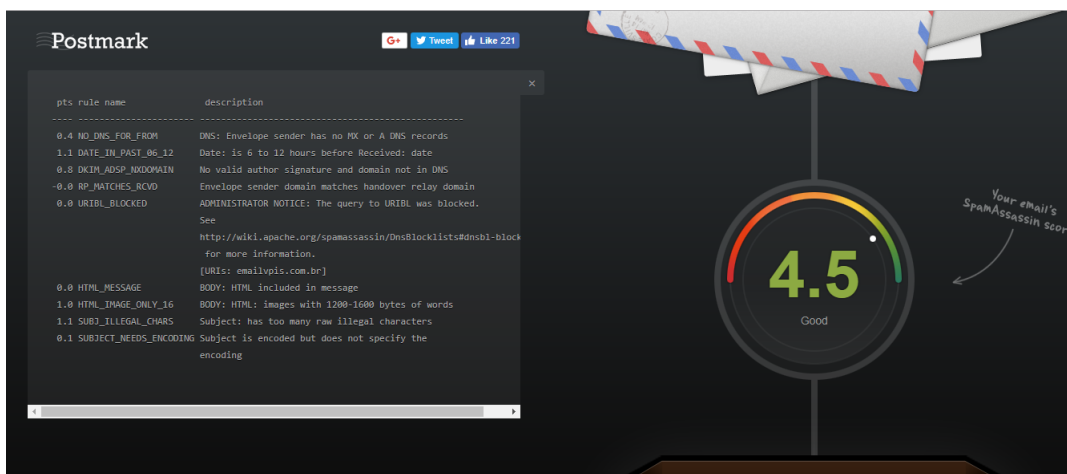 Postmark
G+ Tweet Like 221
×
pts rule name description
---- ---------------------- --------------------------------------------------
0.4 NO_DNS_FOR_FROM DNS: Envelope sender has no MX or A DNS records
1.1 DATE_IN_PAST_06_12 Date: is 6 to 12 hours before Received: date
0.8 DKIM_ADSP_NXDOMAIN No valid author signature and domain not in DNS
-0.0 RP_MATCHES_RCVD Envelope sender domain matches handover relay domain
0.0 URIBL_BLOCKED ADMINISTRATOR NOTICE: The query to URIBL was blocked.
See
http://wiki.apache.org/spamassassin/DnsBlocklists#dnsbl-block
for more information.
[URIs: emailvpis.com.br]
0.0 HTML_MESSAGE BODY: HTML included in message
1.0 HTML_IMAGE_ONLY_16 BODY: HTML: images with 1200-1600 bytes of words
1.1 SUBJ_ILLEGAL_CHARS Subject: has too many raw illegal characters
0.1 SUBJECT_NEEDS_ENCODING Subject is encoded but does not specify the
encoding
Your email's
SpamAssassin scor
4.5
Good